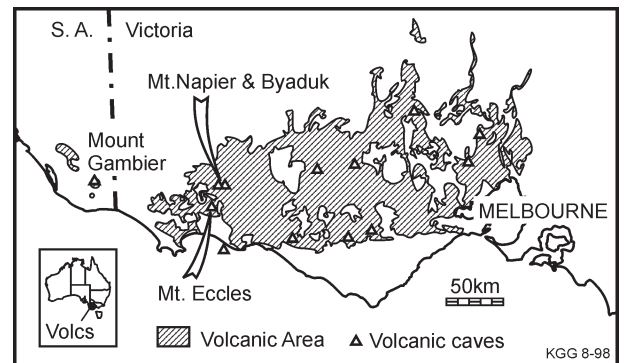 S. A. Victoria
Mt.Napier & Byaduk
Mount
Gambier
MELBOURNE
50km
Mt. Eccles
Volcs
Volcanic Area
Volcanic caves
KGG 8-98